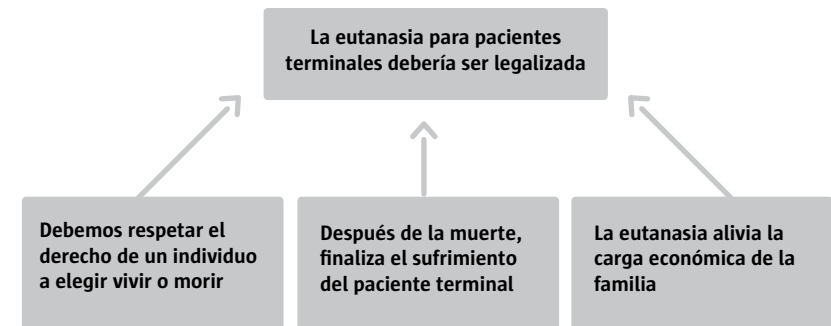 La eutanasia para pacientes
terminales debería ser legalizada
Debemos respetar el
derecho de un individuo
a elegir vivir o morir
Después de la muerte,
finaliza el sufrimiento
del paciente terminal
La eutanasia alivia la
carga económica de la
familia